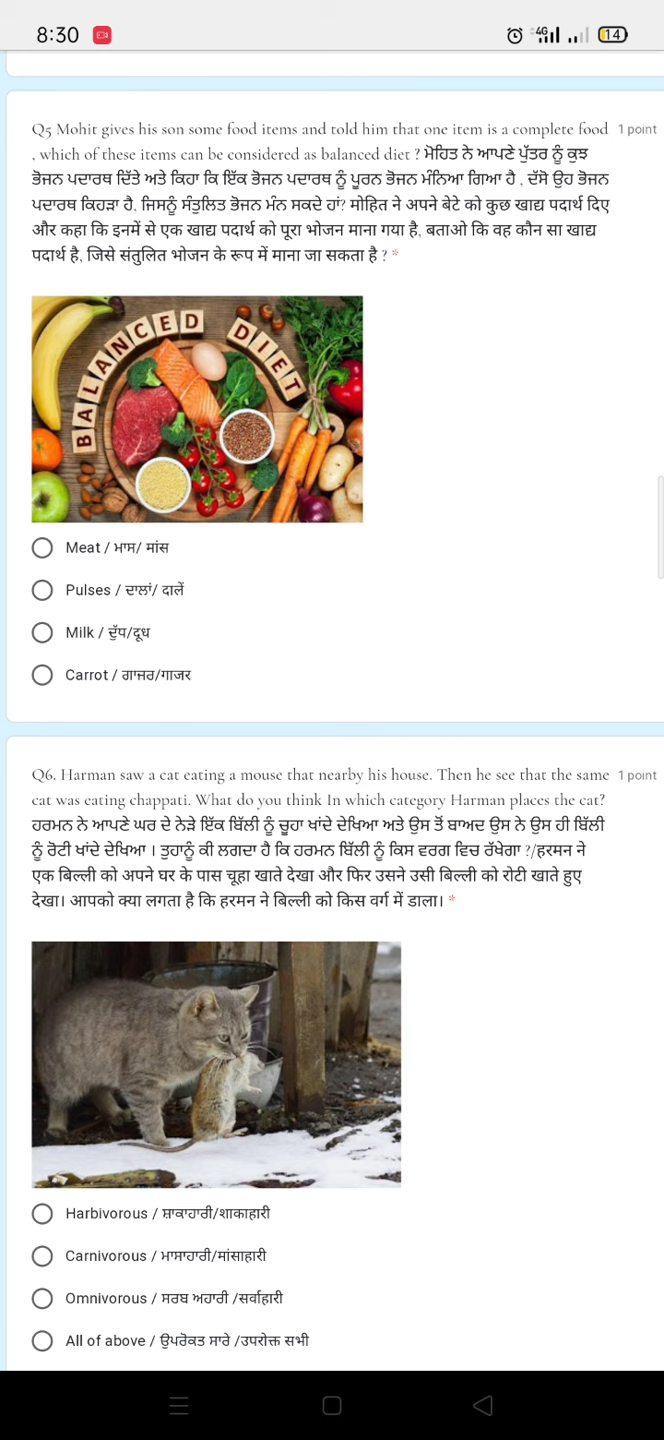 8:30
4G
14
Q5 Mohit gives his son some food items and told him that one item is a complete food 1 point
, which of these items can be considered as balanced diet ? ਮੋਹਿਤ ਨੇ ਆਪਣੇ ਪੁੱਤਰ ਨੂੰ ਕੁਝ
ਭੋਜਨ ਪਦਾਰਥ ਦਿੱਤੇ ਅਤੇ ਕਿਹਾ ਕਿ ਇੱਕ ਭੋਜਨ ਪਦਾਰਥ ਨੂੰ ਪੂਰਨ ਭੋਜਨ ਮੰਨਿਆ ਗਿਆ ਹੈ , ਦੱਸੋ ਉਹ ਭੋਜਨ
ਪਦਾਰਥ ਕਿਹੜਾ ਹੈ, ਜਿਸਨੂੰ ਸੰਤੁਲਿਤ ਭੋਜਨ ਮੰਨ ਸਕਦੇ ਹਾਂ? मोहित ने अपने बेटे को कुछ खाद्य पदार्थ दिए
और कहा कि इनमें से एक खाद्य पदार्थ को पूरा भोजन माना गया है, बताओ कि वह कौन सा खाद्य
पदार्थ है, जिसे संतुलित भोजन के रूप में माना जा सकता है ? *
BALANCED DIET
Meat / ਮਾਸ/ मांस
Pulses / ਦਾਲਾਂ/ दालें
Milk / ਦੁੱਧ/दूध
Carrot / ਗਾਜਰ/गाजर
Q6. Harman saw a cat eating a mouse that nearby his house. Then he see that the same 1 point
cat was eating chappati. What do you think In which category Harman places the cat?
ਹਰਮਨ ਨੇ ਆਪਣੇ ਘਰ ਦੇ ਨੇੜੇ ਇੱਕ ਬਿੱਲੀ ਨੂੰ ਚੂਹਾ ਖਾਂਦੇ ਦੇਖਿਆ ਅਤੇ ਉਸ ਤੋਂ ਬਾਅਦ ਉਸ ਨੇ ਉਸ ਹੀ ਬਿੱਲੀ
ਨੂੰ ਰੋਟੀ ਖਾਂਦੇ ਦੇਖਿਆ । ਤੁਹਾਨੂੰ ਕੀ ਲਗਦਾ ਹੈ ਕਿ ਹਰਮਨ ਬਿੱਲੀ ਨੂੰ ਕਿਸ ਵਰਗ ਵਿਚ ਰੱਖੇਗਾ ?/हरमन ने
एक बिल्ली को अपने घर के पास चूहा खाते देखा और फिर उसने उसी बिल्ली को रोटी खाते हुए
देखा। आपको क्या लगता है कि हरमन ने बिल्ली को किस वर्ग में डाला। *
Harbivorous / ਸ਼ਾਕਾਹਾਰੀ/शाकाहारी
Carnivorous / ਮਾਸਾਹਾਰੀ/मांसाहारी
Omnivorous / ਸਰਬ ਅਹਾਰੀ /सर्वाहारी
All of above / ਉਪਰੋਕਤ ਸਾਰੇ /उपरोक्त सभी